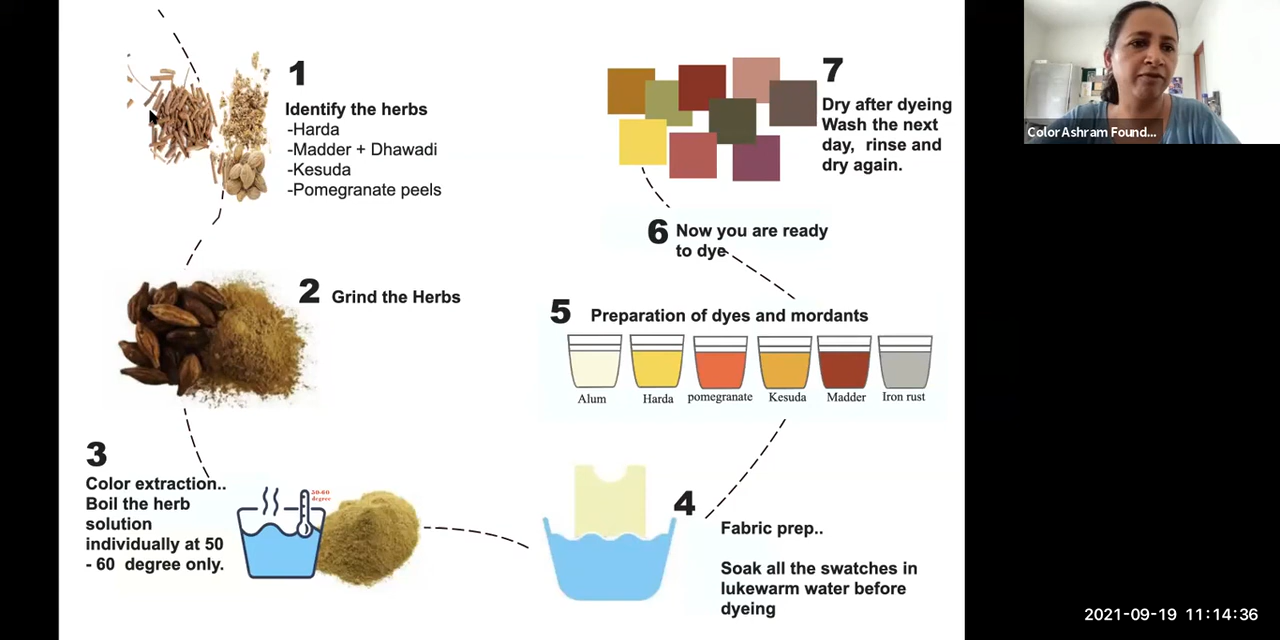 1
Identify the herbs
-Harda
-Madder + Dhawadi
-Kesuda
-Pomegranate peels
2 Grind the Herbs
3
Color extraction..
Boil the herb
solution
individually at 50
- 60 degree only.
50-60
degree
4
Fabric prep..
Soak all the swatches in
lukewarm water before
dyeing
5 Preparation of dyes and mordants
Alum Harda pomegranate Kesuda Madder Iron rust
6 Now you are ready
to dye
7
Dry after dyeing
Wash the next
day, rinse and
dry again.
Color Ashram Found...
2021-09-19 11:14:36